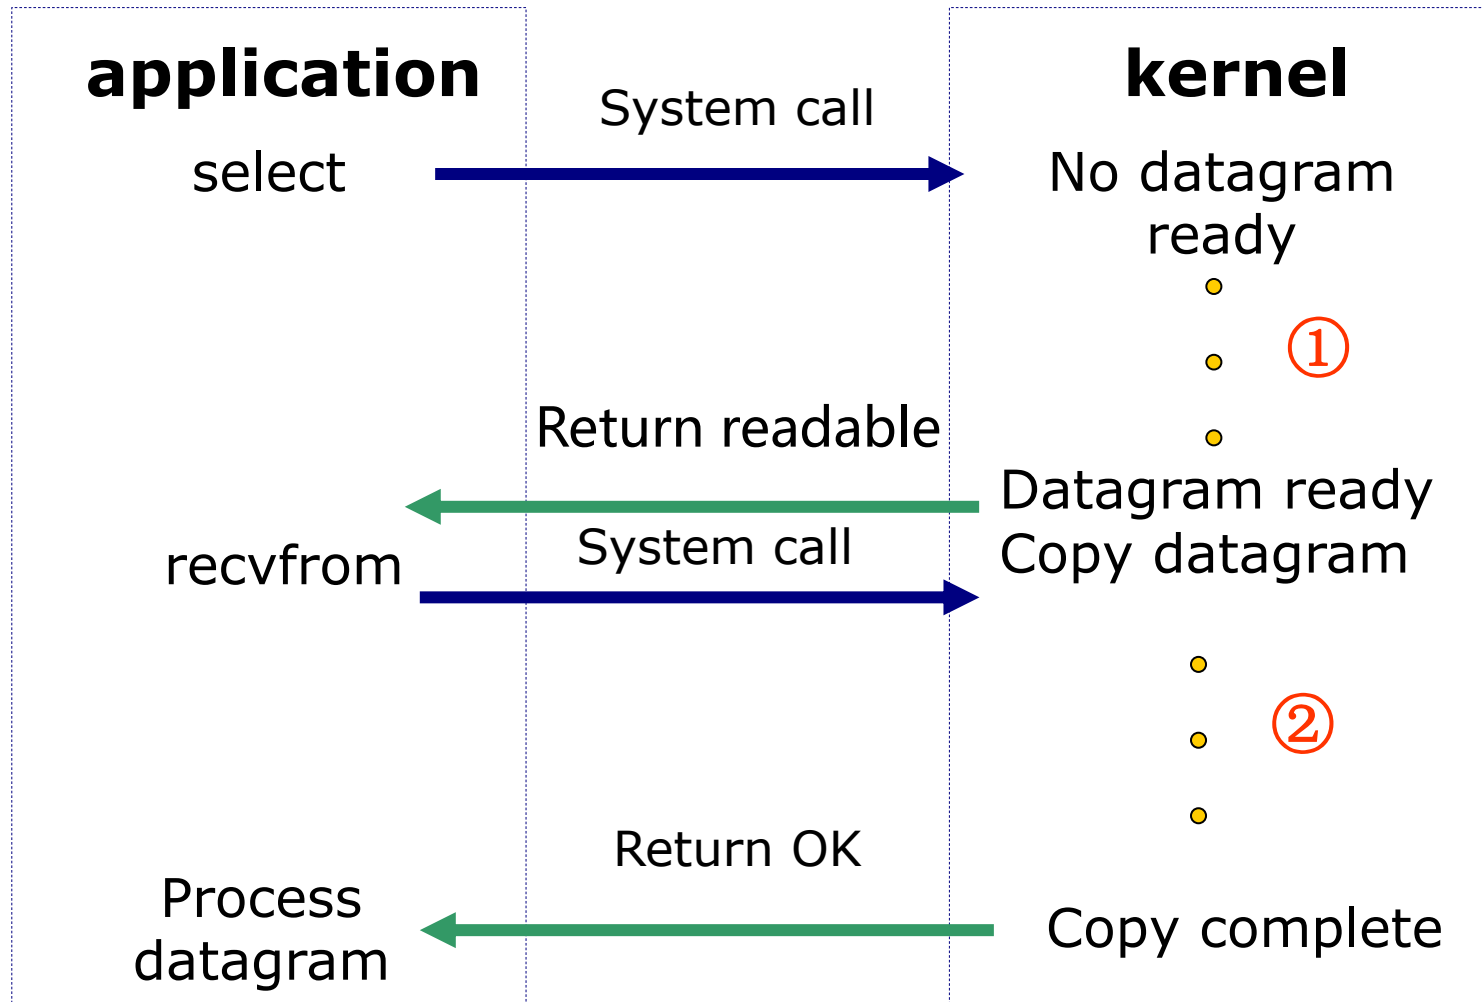 application
kernel
System call
select
No datagram
ready
①
Return readable
Datagram ready
System call
Copy datagram
recvfrom
②
Return OK
Process
datagram
Copy complete